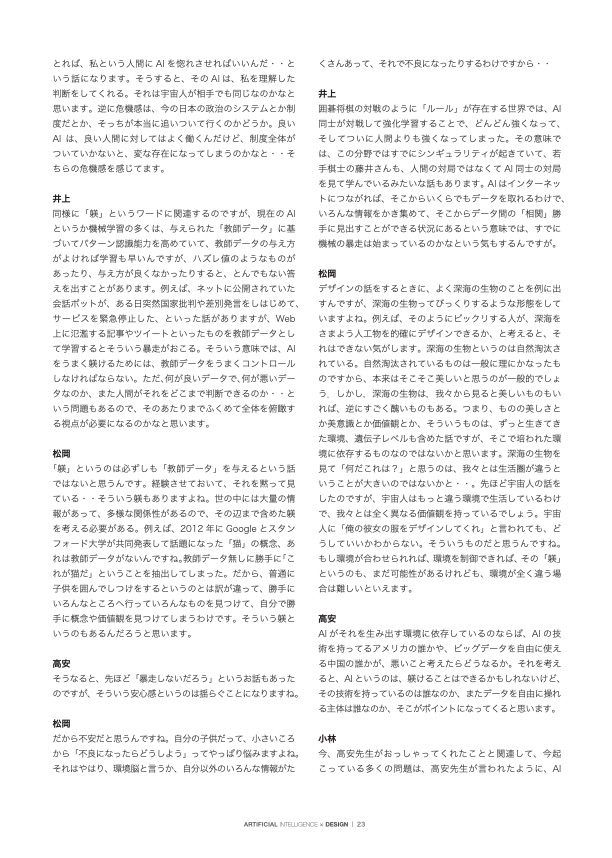 とれば、私という人間に AI を惚れさせればいいんだ・・と
いう話になります。そうすると、その AI は、私を理解した
判断をしてくれる。それは宇宙人が相手でも同じなのかなと
思います。逆に危機感は、今の日本の政治のシステムとか制
度だとか、そっちが本当に追いついて行くのかどうか。良い
AI は、良い人間に対してはよく働くんだけど、制度全体が
ついていかないと、変な存在になってしまうのかなと・・そ
ちらの危機感を感じてます。
井上
同様に「躾」というワードに関連するのですが、現在の AI
というか機械学習の多くは、与えられた「教師データ」に基
づいてパターン認識能力を高めていて、教師データの与え方
がよければ学習も早いんですが、ハズレ値のようなものが
あったり、与え方が良くなかったりすると、とんでもない答
えを出すことがあります。例えば、ネットに公開されていた
会話ボットが、ある日突然国家批判や差別発言をしはじめて、
サービスを緊急停止した、といった話がありますが、Web
上に氾濫する記事やツイートといったものを教師データとし
て学習するとそういう暴走がおこる。そういう意味では、AI
をうまく躾けるためには、教師データをうまくコントロール
しなければならない。ただ、何が良いデータで、何が悪いデー
タなのか、また人間がそれをどこまで判断できるのか・・と
いう問題もあるので、そのあたりまでふくめて全体を俯瞰す
る視点が必要になるのかなと思います。
松岡
「躾」というのは必ずしも「教師データ」を与えるという話
ではないと思うんです。経験させておいて、それを黙って見
ている・・そういう躾もありますよね。世の中には大量の情
報があって、多様な関係性があるので、その辺まで含めた躾
を考える必要がある。例えば、2012 年に Google とスタン
フォード大学が共同発表して話題になった「猫」の概念、あ
れは教師データがないんですね。教師データ無しに勝手に「こ
れが猫だ」ということを抽出してしまった。だから、普通に
子供を囲んでしつけをするというのとは訳が違って、勝手に
いろんなところへ行っていろんなものを見つけて、自分で勝
手に概念や価値観を見つけてしまうわけです。そういう躾と
いうのもあるんだろうと思います。
高安
そうなると、先ほど「暴走しないだろう」というお話もあった
のですが、そういう安心感というのは揺らぐことになりますね。
松岡
だから不安だと思うんですね。自分の子供だって、小さいころ
から「不良になったらどうしよう」ってやっぱり悩みますよね。
それはやはり、環境脳と言うか、自分以外のいろんな情報がた
くさんあって、それで不良になったりするわけですから・・
井上
囲碁将棋の対戦のように「ルール」が存在する世界では、AI
同士が対戦して強化学習することで、どんどん強くなって、
そしてついに人間よりも強くなってしまった。その意味で
は、この分野ではすでにシンギュラリティが起きていて、若
手棋士の藤井さんも、人間の対局ではなくて AI 同士の対局
を見て学んでいるみたいな話もあります。AI はインターネッ
トにつながれば、そこからいくらでもデータを取れるわけで、
いろんな情報をかき集めて、そこからデータ間の「相関」勝
手に見出すことができる状況にあるという意味では、すでに
機械の暴走は始まっているのかなという気もするんですが。
松岡
デザインの話をするときに、よく深海の生物のことを例に出
すんですが、深海の生物ってびっくりするような形態をして
いますよね。例えば、そのようにビックリする人が、深海を
さまよう人工物を的確にデザインできるか、と考えると、そ
れはできない気がします。深海の生物というのは自然淘汰さ
れている。自然淘汰されているものは一般に理にかなったも
のですから、本来はそこそこ美しいと思うのが一般的でしょ
う。しかし、深海の生物は、我々から見ると美しいものもい
れば、逆にすごく醜いものもある。つまり、ものの美しさと
か美意識とか価値観とか、そういうものは、ずっと生きてき
た環境、遺伝子レベルも含めた話ですが、そこで培われた環
境に依存するものなのではないかと思います。深海の生物を
見て「何だこれは？」と思うのは、我々とは生活圏が違うと
いうことが大きいのではないかと・・。先ほど宇宙人の話を
したのですが、宇宙人はもっと違う環境で生活しているわけ
で、我々とは全く異なる価値観を持っているでしょう。宇宙
人に「俺の彼女の服をデザインしてくれ」と言われても、ど
うしていいかわからない。そういうものだと思うんですね。
もし環境が合わせられれば、環境を制御できれば、その「躾」
というのも、まだ可能性があるけれども、環境が全く違う場
合は難しいといえます。
高安
AI がそれを生み出す環境に依存しているのならば、AI の技
術を持ってるアメリカの誰かや、ビッグデータを自由に使え
る中国の誰かが、悪いこと考えたらどうなるか。それを考え
ると、AI というのは、躾けることはできるかもしれないけど、
その技術を持っているのは誰なのか、またデータを自由に操れ
る主体は誰なのか、そこがポイントになってくると思います。
小林
今、高安先生がおっしゃってくれたことと関連して、今起
こっている多くの問題は、高安先生が言われたように、AI
ARTIFICIAL INTELLIGENCE × DESIGN | 23